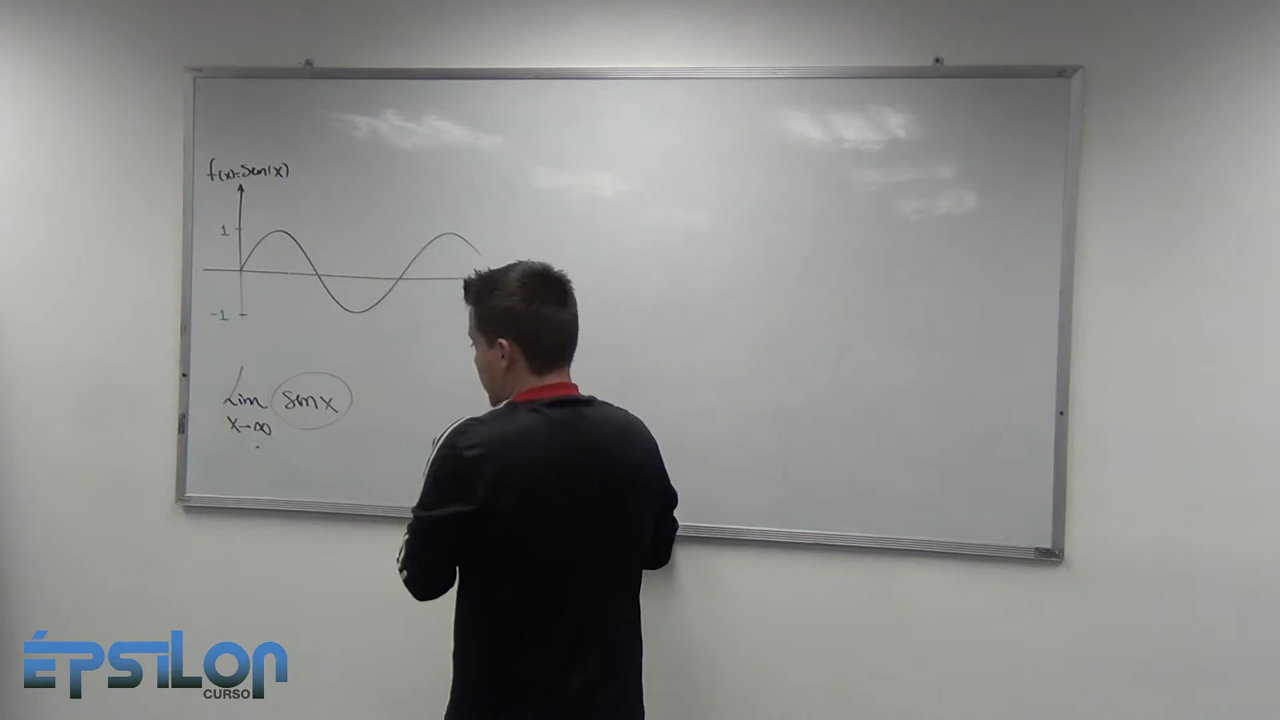 f(x)=sen(x)
1
-1
Lim sen x
x→∞
ÉPSILON
CURSO